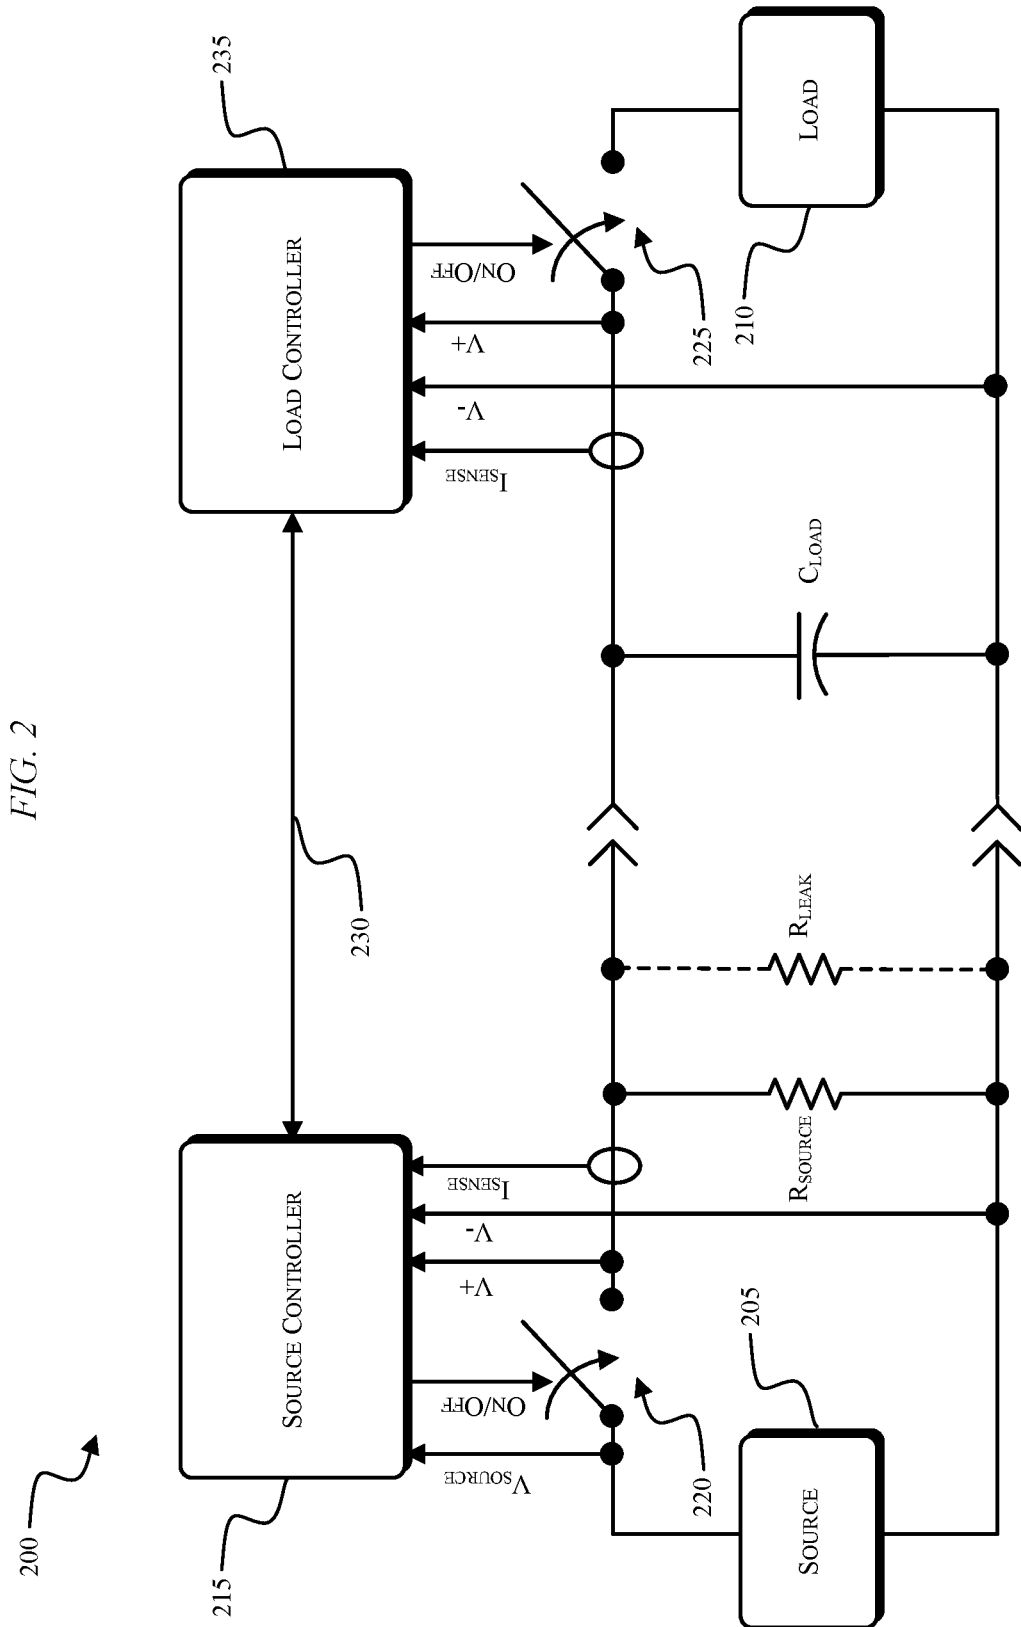 FIG. 2
200
215
SOURCE CONTROLLER
230
LOAD CONTROLLER
235
VSOURCE
ON/OFF
V+
V-
ISENSE
ISENSE
V-
V+
ON/OFF
220
225
SOURCE
205
RSOURCE
RLEAK
CLOAD
210
LOAD